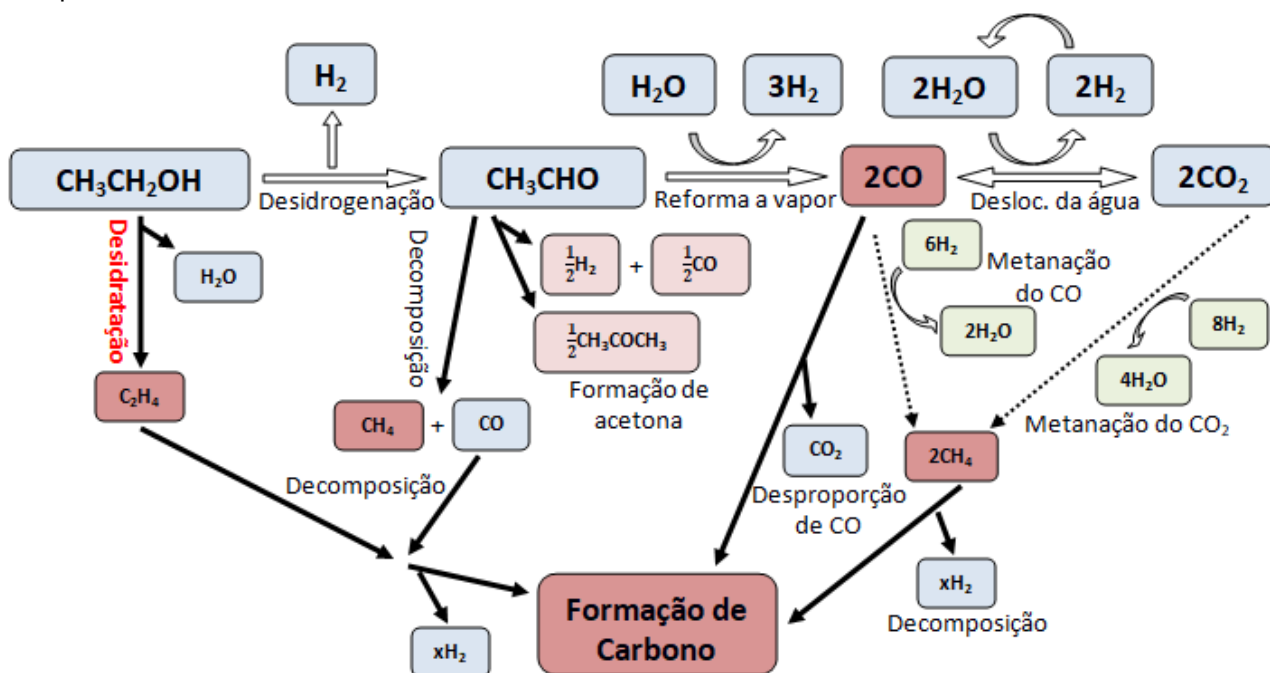 H₂
H₂O
3H₂
2H₂O
2H₂
CH₃CH₂OH
Desidrogenação
CH₃CHO
Reforma a vapor
2CO
Desloc. da água
2CO₂
Desidratação
H₂O
Decomposição
½H₂ + ½CO
½CH₃COCH₃
Formação de
acetona
6H₂
Metanação
do CO
2H₂O
8H₂
4H₂O
Metanação do CO₂
C₂H₄
CH₄ + CO
Decomposição
CO₂
Desproporção
de CO
2CH₄
xH₂
Decomposição
xH₂
Formação de
Carbono